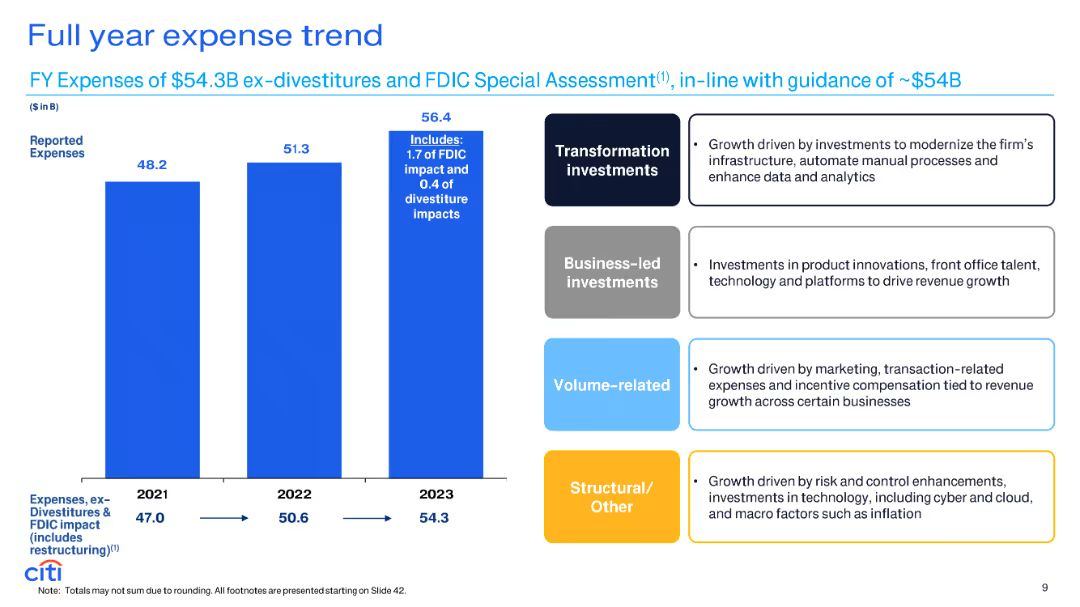 Full year expense trend
FY Expenses of $54.3B ex-divestitures and FDIC Special Assessment(1), in-line with guidance of ~$54B
($ in B)
Reported
Expenses
48.2
51.3
56.4
Includes:
1.7 of FDIC
impact and
0.4 of
divestiture
impacts
2021
2022
2023
Expenses, ex-
Divestitures &
FDIC impact
(includes
restructuring)(1)
47.0
50.6
54.3
Transformation
investments
• Growth driven by investments to modernize the firm's
infrastructure, automate manual processes and
enhance data and analytics
Business-led
investments
• Investments in product innovations, front office talent,
technology and platforms to drive revenue growth
Volume-related
• Growth driven by marketing, transaction-related
expenses and incentive compensation tied to revenue
growth across certain businesses
Structural/
Other
• Growth driven by risk and control enhancements,
investments in technology, including cyber and cloud,
and macro factors such as inflation
citi
Note: Totals may not sum due to rounding. All footnotes are presented starting on Slide 42.
9